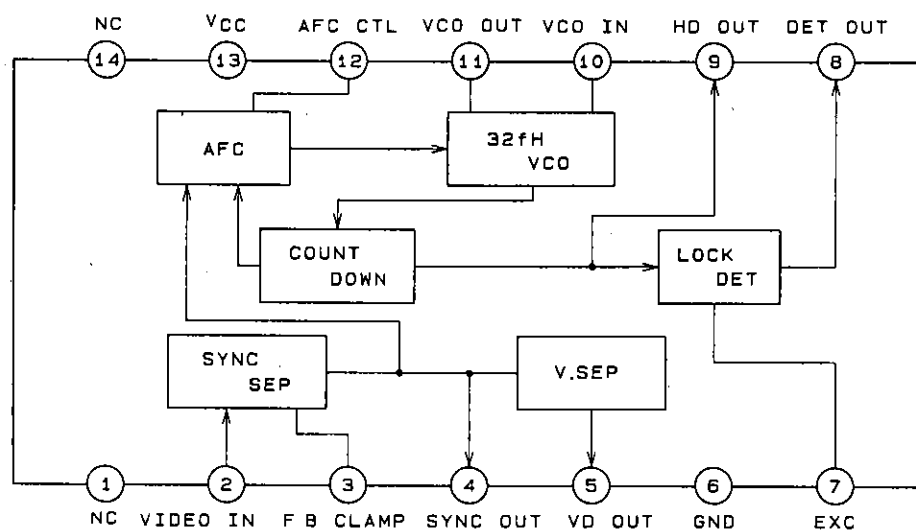 NC VCC AFC CTL VCO OUT VCO IN HD OUT DET OUT
14 13 12 11 10 9 8
AFC
32fH
VCO
COUNT
DOWN
LOCK
DET
SYNC
SEP
V.SEP
1 2 3 4 5 6 7
NC VIDEO IN FB CLAMP SYNC OUT VD OUT GND EXC